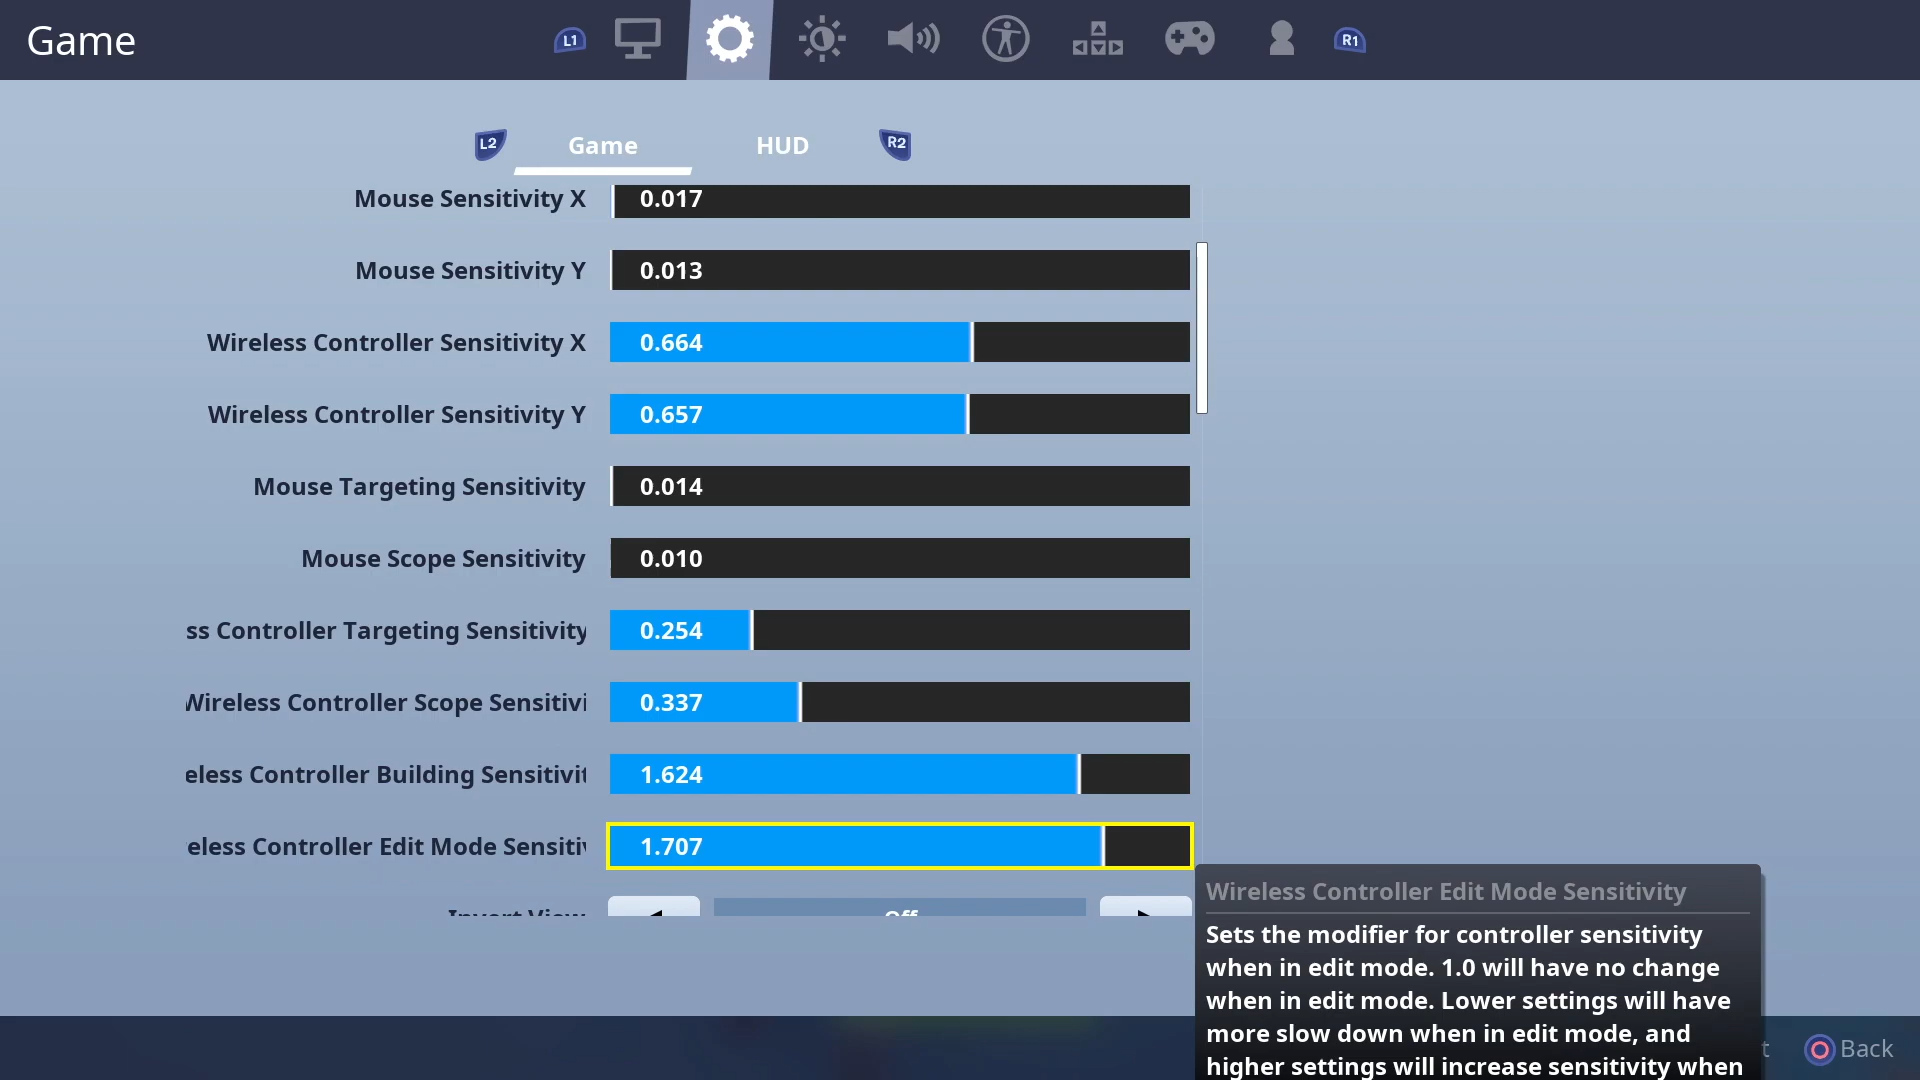 Game
L1
R1
L2
Game
HUD
R2
Mouse Sensitivity X
0.017
Mouse Sensitivity Y
0.013
Wireless Controller Sensitivity X
0.664
Wireless Controller Sensitivity Y
0.657
Mouse Targeting Sensitivity
0.014
Mouse Scope Sensitivity
0.010
ss Controller Targeting Sensitivity
0.254
Wireless Controller Scope Sensitivi
0.337
eless Controller Building Sensitivit
1.624
eless Controller Edit Mode Sensitiv
1.707
Invert View
Off
Wireless Controller Edit Mode Sensitivity
Sets the modifier for controller sensitivity
when in edit mode. 1.0 will have no change
when in edit mode. Lower settings will have
more slow down when in edit mode, and
higher settings will increase sensitivity when
t
Back